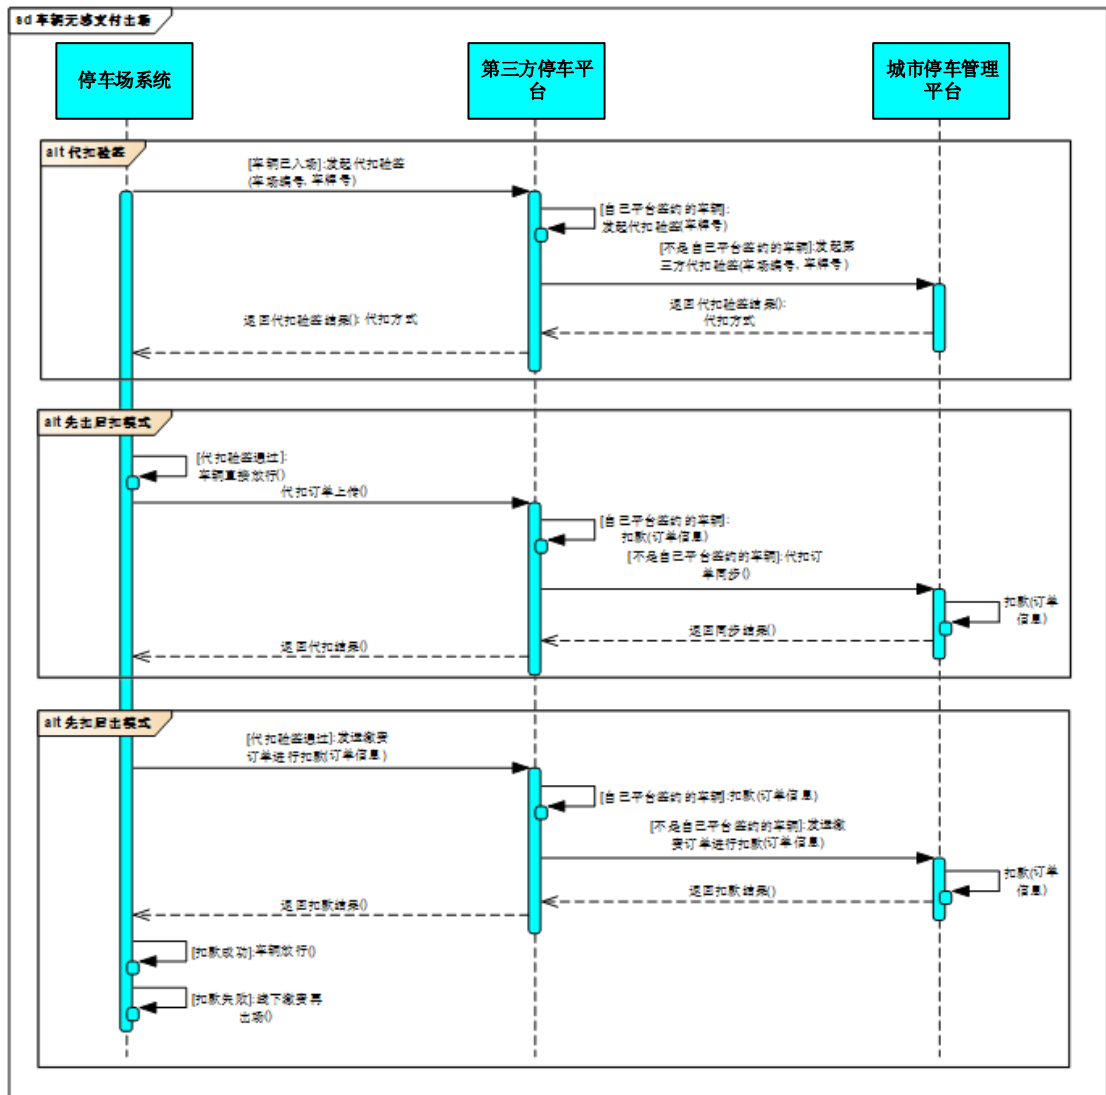 sd 车辆无感支付出场
停车场系统
第三方停车平
台
城市停车管理
平台
alt 代扣验签
[车辆已入场]:发起代扣验签
(车场编号, 车牌号)
[自己平台签约的车辆]:
发起代扣验签(车牌号)
[不是自己平台签约的车辆]:发起第
三方代扣验签(车场编号, 车牌号)
返回代扣验签结果():
代扣方式
返回代扣验签结果(): 代扣方式
alt 先出后扣模式
[代扣验签通过]:
车辆直接放行()
代扣订单上传()
[自己平台签约的车辆]:
扣款(订单信息)
[不是自己平台签约的车辆]:代扣订
单同步()
扣款(订单
信息)
返回同步结果()
返回代扣结果()
alt 先扣后出模式
[代扣验签通过]:发送缴费
订单进行扣款(订单信息)
[自己平台签约的车辆]:扣款(订单信息)
[不是自己平台签约的车辆]:发送缴
费订单进行扣款(订单信息)
扣款(订单
信息)
返回扣款结果()
返回扣款结果()
[扣款成功]:车辆放行()
[扣款失败]:线下缴费再
出场()